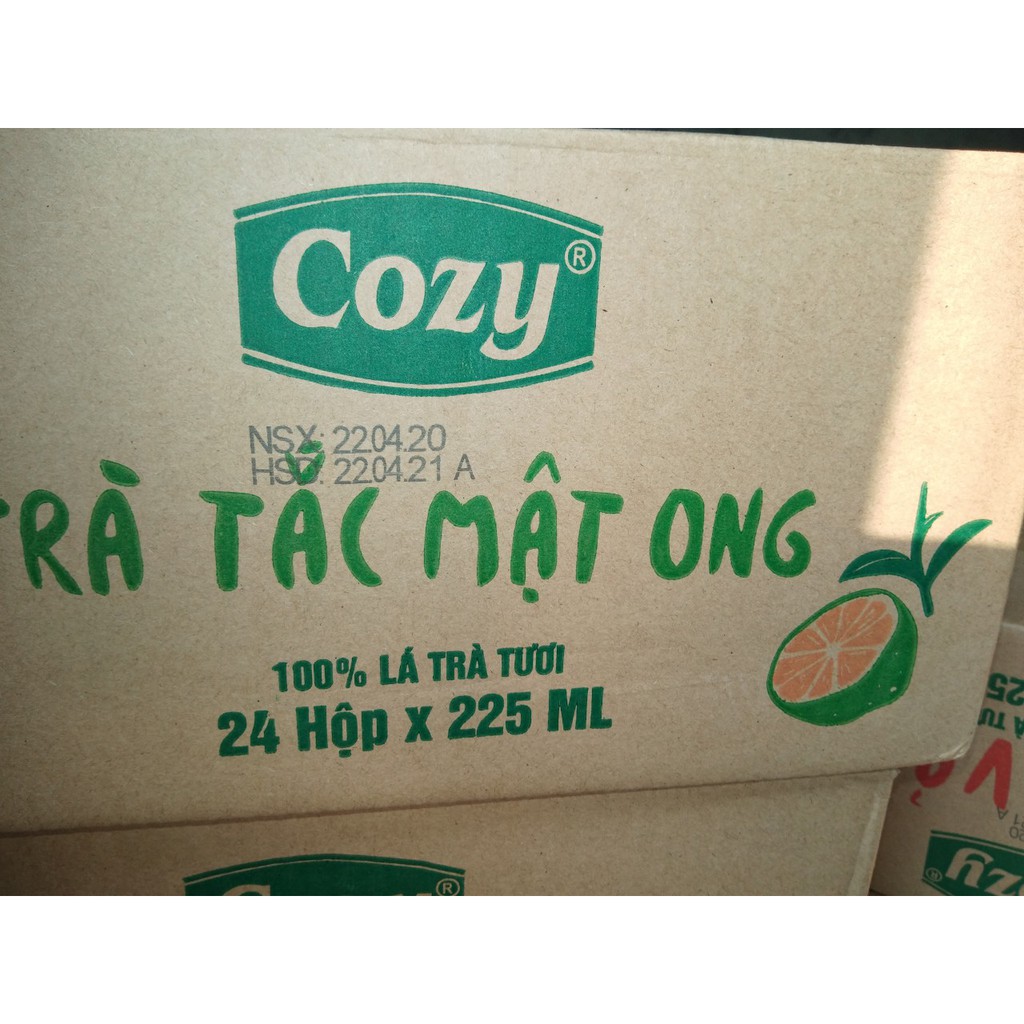 Cozy®
NSX: 22.04.20
HSD: 22.04.21 A
TRÀ TẮC MẬT ONG
100% LÁ TRÀ TƯƠI
24 Hộp x 225 ML
Cozy®